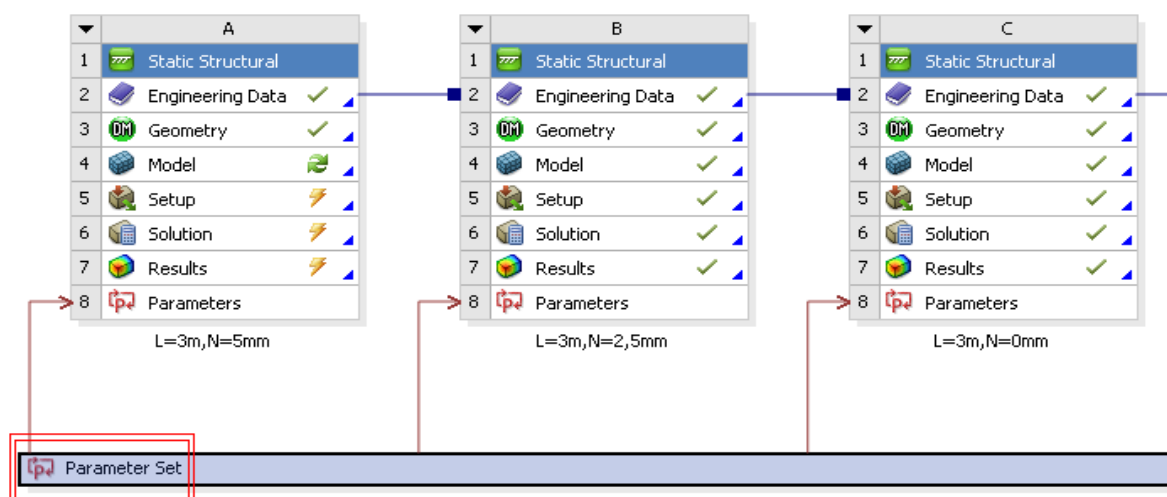 A
1 Static Structural
2 Engineering Data
3 DM Geometry
4 Model
5 Setup
6 Solution
7 Results
8 Parameters
L=3m,N=5mm
B
1 Static Structural
2 Engineering Data
3 DM Geometry
4 Model
5 Setup
6 Solution
7 Results
8 Parameters
L=3m,N=2,5mm
C
1 Static Structural
2 Engineering Data
3 DM Geometry
4 Model
5 Setup
6 Solution
7 Results
8 Parameters
L=3m,N=0mm
Parameter Set